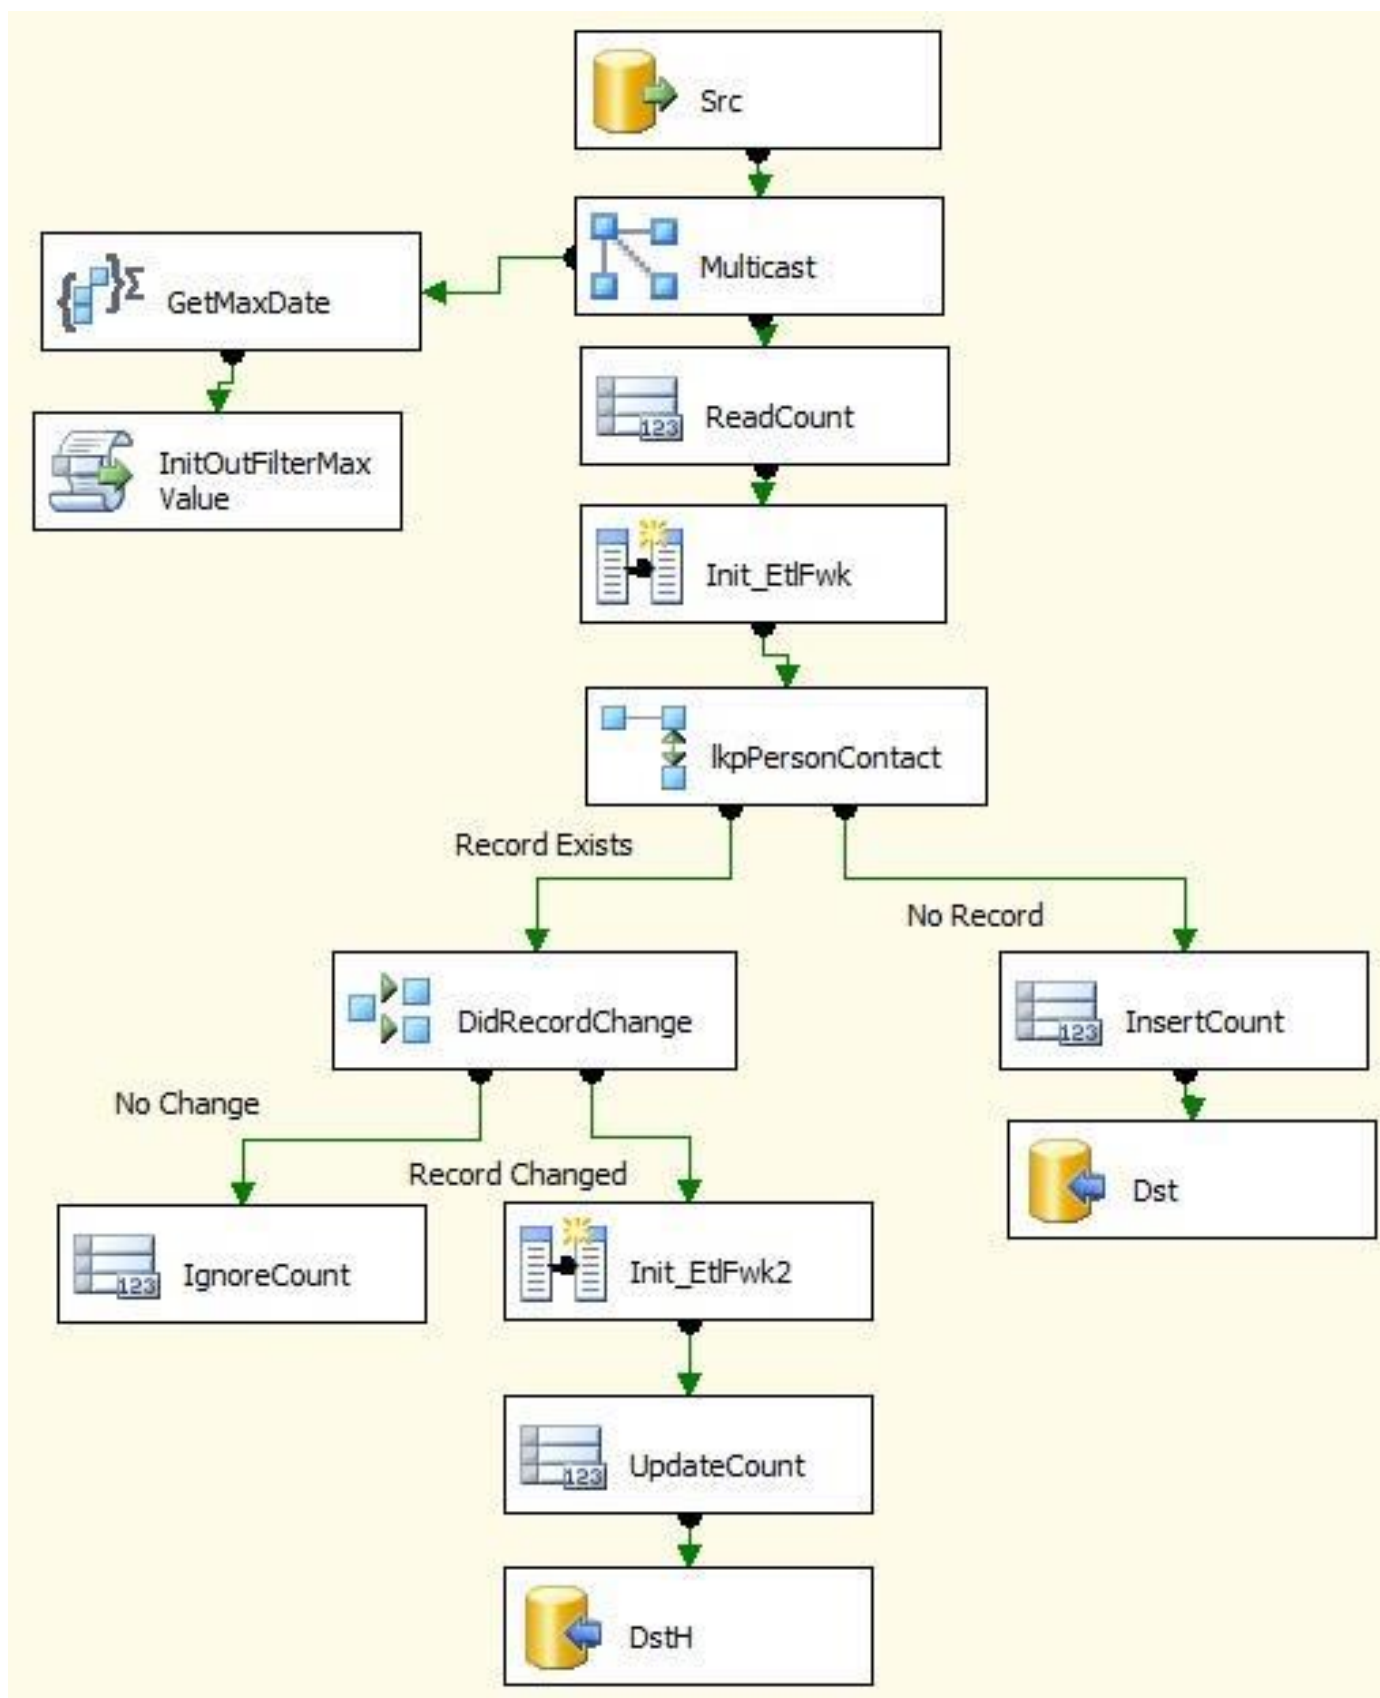 Src
Multicast
GetMaxDate
InitOutFilterMax
Value
123
ReadCount
Init_EtlFwk
lkpPersonContact
Record Exists
No Record
DidRecordChange
123
InsertCount
No Change
Record Changed
Dst
123
IgnoreCount
Init_EtlFwk2
123
UpdateCount
DstH